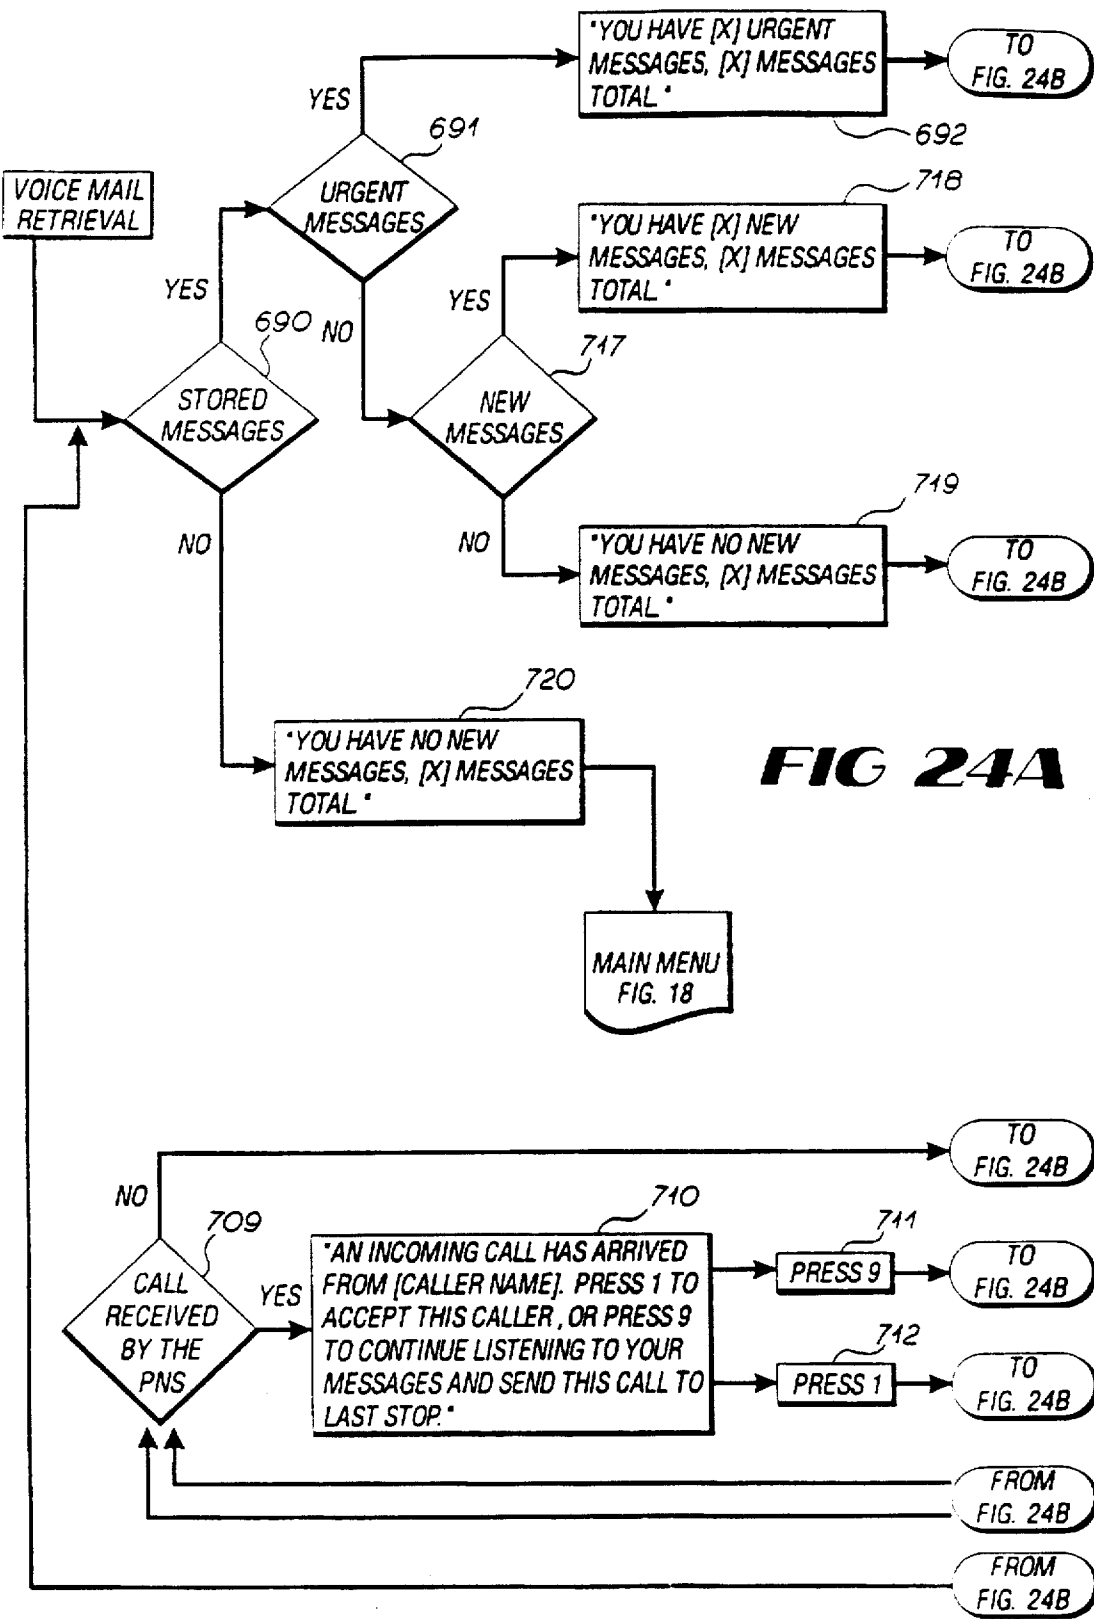 "YOU HAVE [X] URGENT
MESSAGES, [X] MESSAGES
TOTAL."
TO
FIG. 24B
692
YES
691
URGENT
MESSAGES
VOICE MAIL
RETRIEVAL
718
"YOU HAVE [X] NEW
MESSAGES, [X] MESSAGES
TOTAL."
TO
FIG. 24B
YES
NO
YES
690
STORED
MESSAGES
717
NEW
MESSAGES
NO
NO
719
"YOU HAVE NO NEW
MESSAGES, [X] MESSAGES
TOTAL."
TO
FIG. 24B
720
"YOU HAVE NO NEW
MESSAGES, [X] MESSAGES
TOTAL."
FIG 24A
MAIN MENU
FIG. 18
TO
FIG. 24B
NO
709
CALL
RECEIVED
BY THE
PNS
YES
710
"AN INCOMING CALL HAS ARRIVED
FROM [CALLER NAME]. PRESS 1 TO
ACCEPT THIS CALLER, OR PRESS 9
TO CONTINUE LISTENING TO YOUR
MESSAGES AND SEND THIS CALL TO
LAST STOP."
711
PRESS 9
TO
FIG. 24B
712
PRESS 1
TO
FIG. 24B
FROM
FIG. 24B
FROM
FIG. 24B